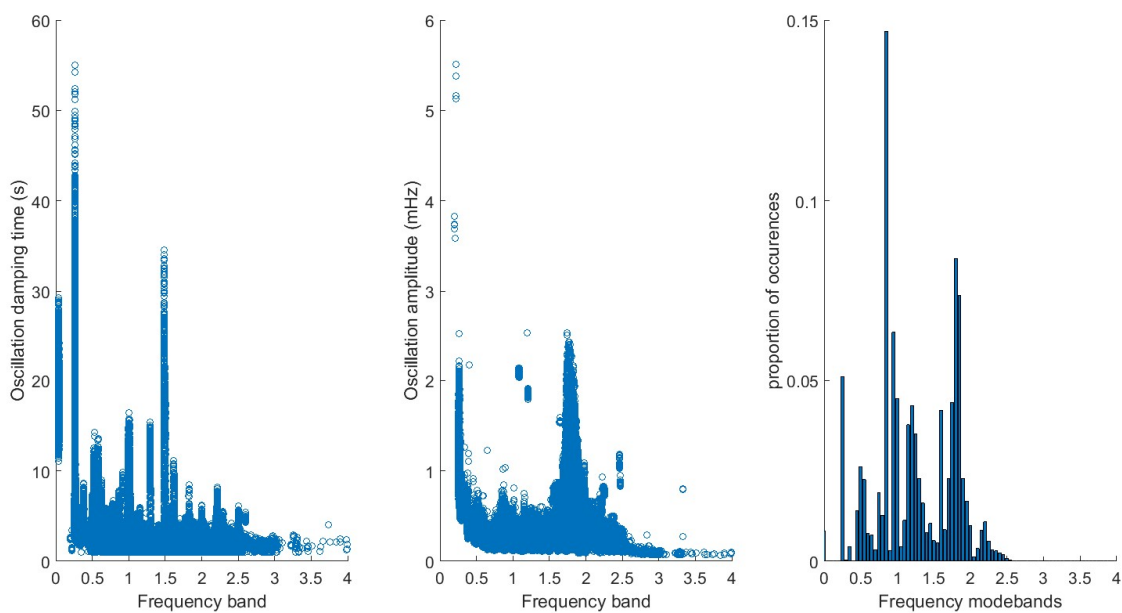 60
50
40
30
20
10
0
Oscillation damping time (s)
0 0.5 1 1.5 2 2.5 3 3.5 4
Frequency band
6
5
4
3
2
1
0
Oscillation amplitude (mHz)
0 0.5 1 1.5 2 2.5 3 3.5 4
Frequency band
0.15
0.1
0.05
0
proportion of occurences
0 0.5 1 1.5 2 2.5 3 3.5 4
Frequency modebands